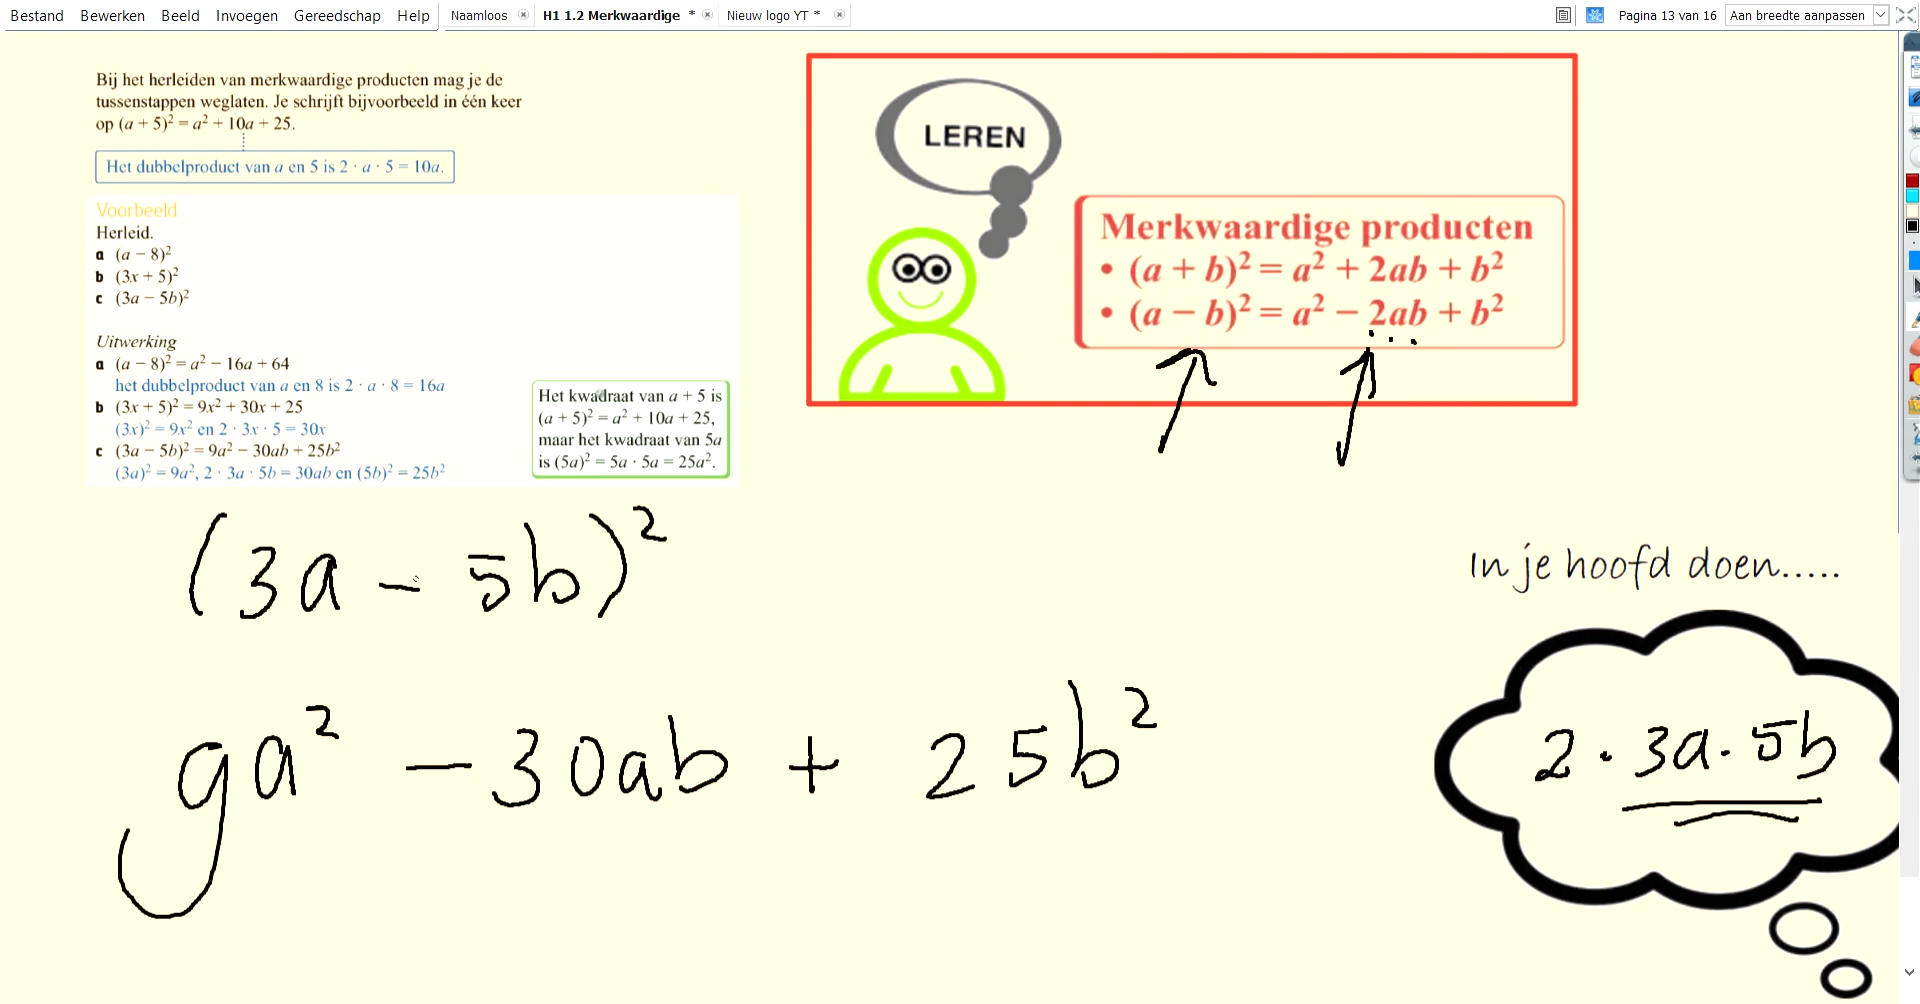 Bestand Bewerken Beeld Invoegen Gereedschap Help Naamloos H1 1.2 Merkwaardige * Nieuw logo YT * Pagina 13 van 16 Aan breedte aanpassen
Bij het herleiden van merkwaardige producten mag je de
tussenstappen weglaten. Je schrijft bijvoorbeeld in één keer
op (a + 5)² = a² + 10a + 25.
Het dubbelproduct van a en 5 is 2 · a · 5 = 10a.
Voorbeeld
Herleid.
a (a − 8)²
b (3x + 5)²
c (3a − 5b)²
Uitwerking
a (a − 8)² = a² − 16a + 64
het dubbelproduct van a en 8 is 2 · a · 8 = 16a
b (3x + 5)² = 9x² + 30x + 25
(3x)² = 9x² en 2 · 3x · 5 = 30x
c (3a − 5b)² = 9a² − 30ab + 25b²
(3a)² = 9a², 2 · 3a · 5b = 30ab en (5b)² = 25b²
Het kwadraat van a + 5 is
(a + 5)² = a² + 10a + 25,
maar het kwadraat van 5a
is (5a)² = 5a · 5a = 25a².
LEREN
Merkwaardige producten
• (a + b)² = a² + 2ab + b²
• (a − b)² = a² − 2ab + b²
(3a − 5b)²
9a² − 30ab + 25b²
In je hoofd doen.....
2 · 3a · 5b